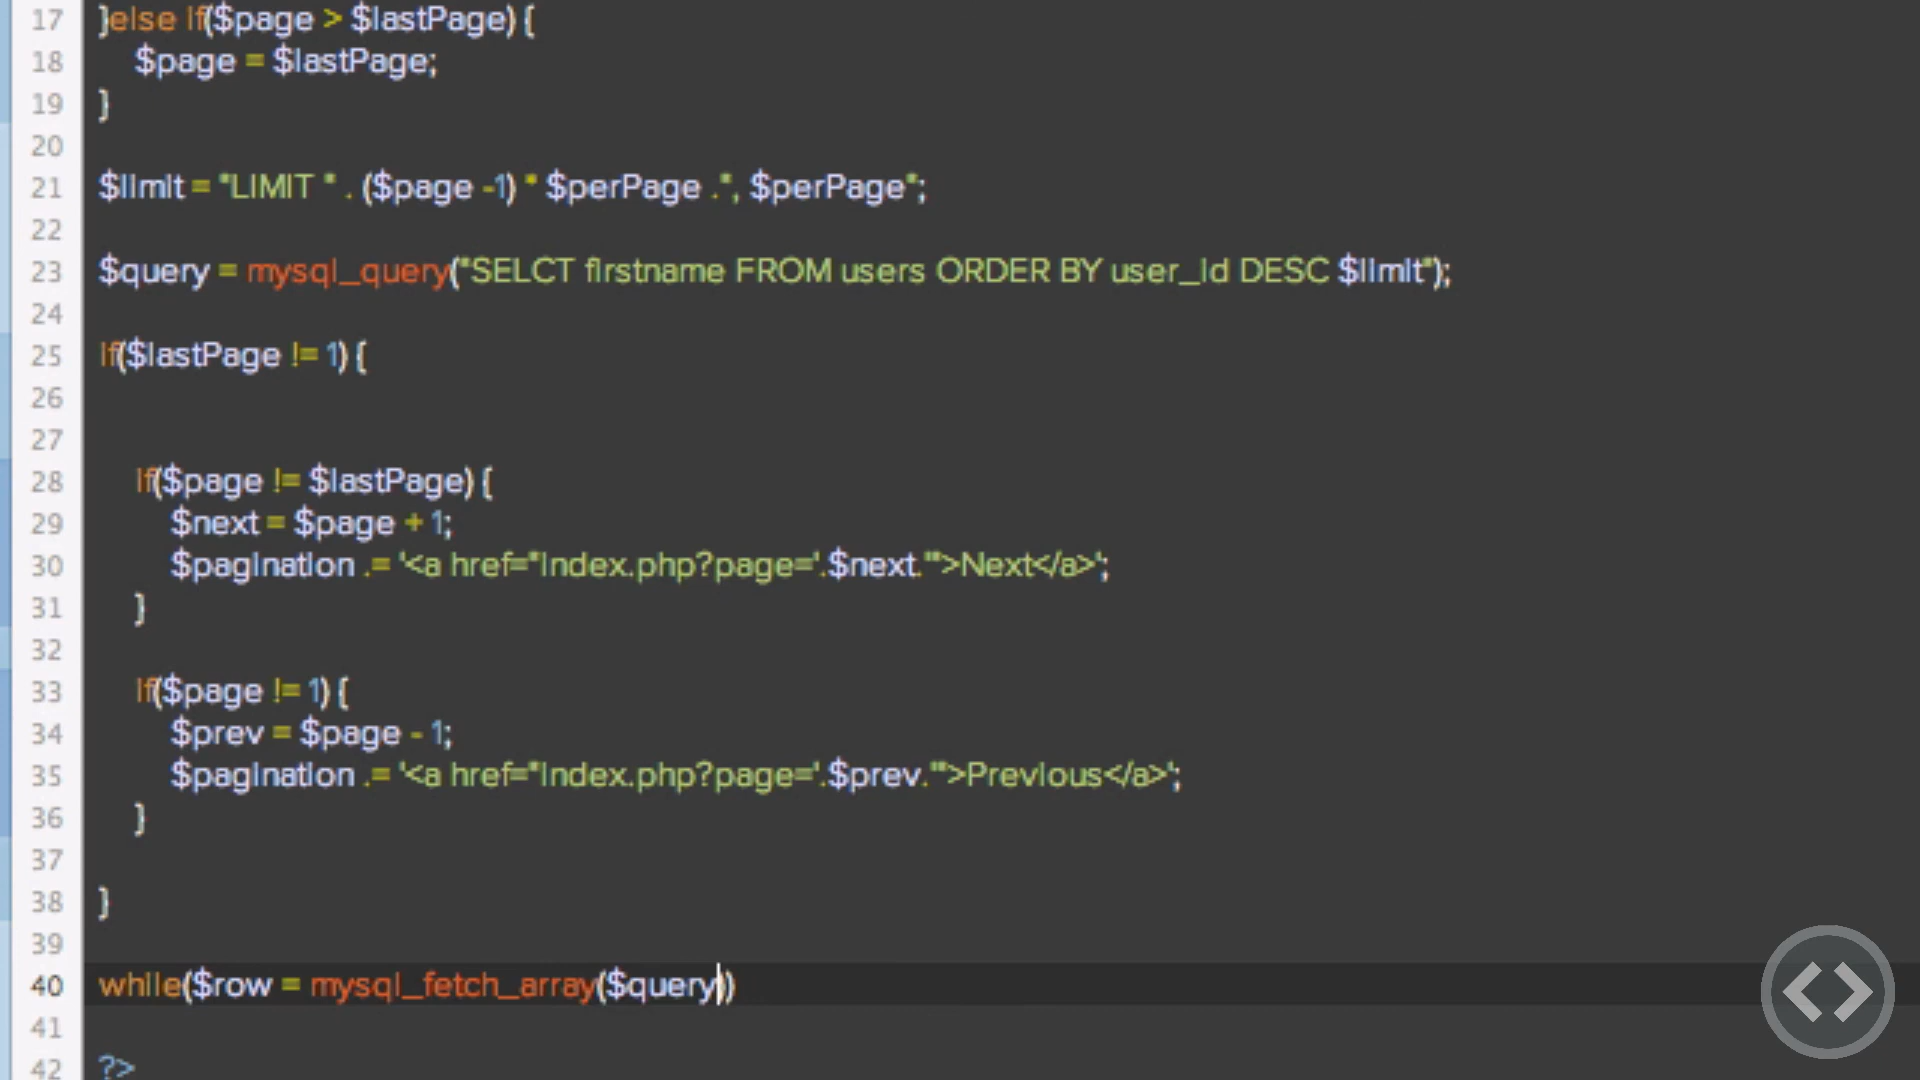 17 }else if($page > $lastPage) {
18 $page = $lastPage;
19 }
20
21 $limit = "LIMIT " . ($page -1) * $perPage .", $perPage";
22
23 $query = mysql_query("SELCT firstname FROM users ORDER BY user_id DESC $limit");
24
25 if($lastPage != 1) {
26
27
28 if($page != $lastPage) {
29 $next = $page + 1;
30 $pagination .= '<a href="index.php?page='.$next.'">Next</a>';
31 }
32
33 if($page != 1) {
34 $prev = $page - 1;
35 $pagination .= '<a href="index.php?page='.$prev.'">Previous</a>';
36 }
37
38 }
39
40 while($row = mysql_fetch_array($query))
41
42 ?>